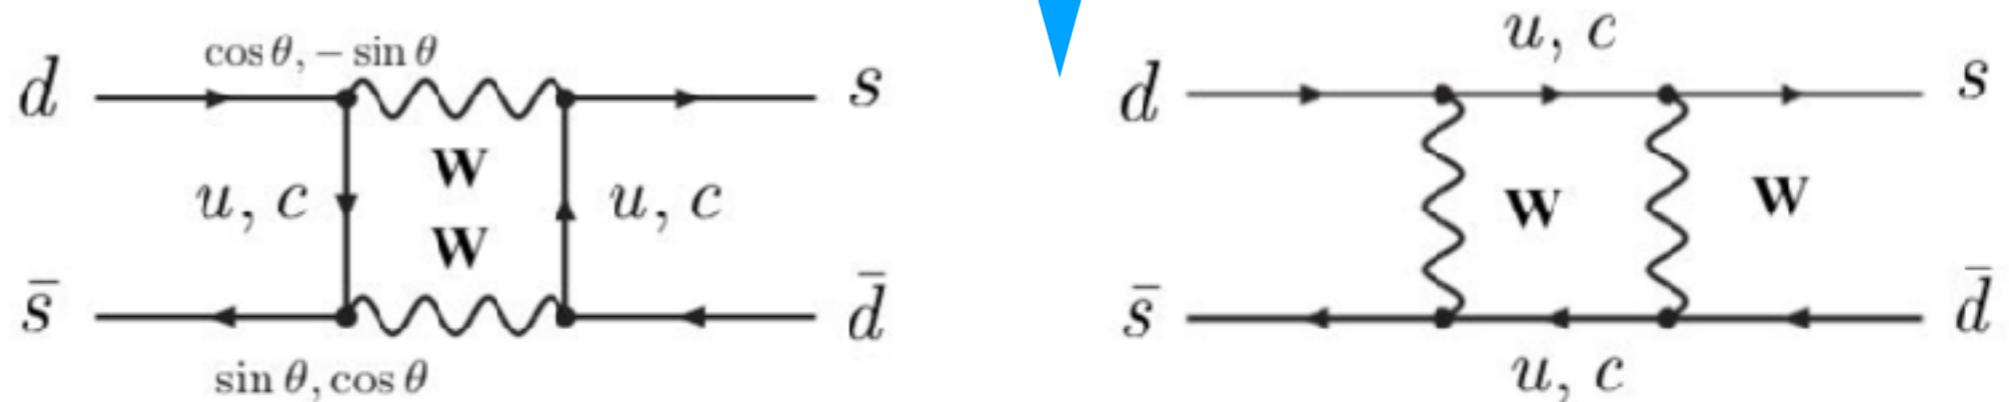 cos θ, − sin θ
d
s
u, c
W
W
u, c
s̄
d̄
sin θ, cos θ
u, c
d
s
W
W
s̄
d̄
u, c